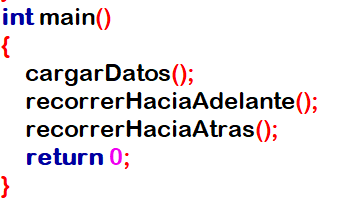 int main()
{
cargarDatos();
recorrerHaciaAdelante();
recorrerHaciaAtras();
return 0;
}